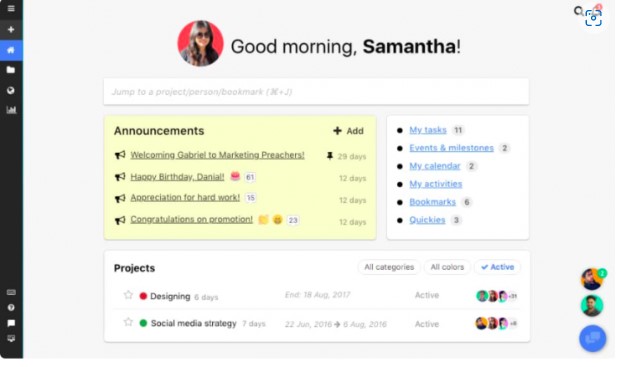 Good morning, Samantha!
Jump to a project/person/bookmark (⌘+J)
Announcements
+ Add
Welcoming Gabriel to Marketing Preachers!
29 days
Happy Birthday, Danial!
61
12 days
Appreciation for hard work!
15
12 days
Congratulations on promotion!
23
12 days
My tasks 11
Events & milestones 2
My calendar 2
My activities
Bookmarks 6
Quickies 3
Projects
All categories
All colors
Active
Designing 6 days
End: 18 Aug, 2017
Active
Social media strategy 7 days
22 Jun, 2016 → 6 Aug, 2016
Active